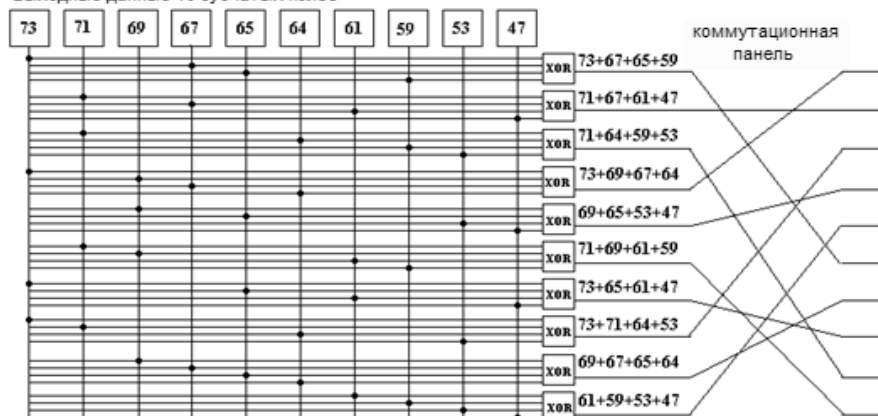 73 71 69 67 65 64 61 59 53 47
коммутационная
панель
XOR 73+67+65+59
XOR 71+67+61+47
XOR 71+64+59+53
XOR 73+69+67+64
XOR 69+65+53+47
XOR 71+69+61+59
XOR 73+65+61+47
XOR 73+71+64+53
XOR 69+67+65+64
XOR 61+59+53+47